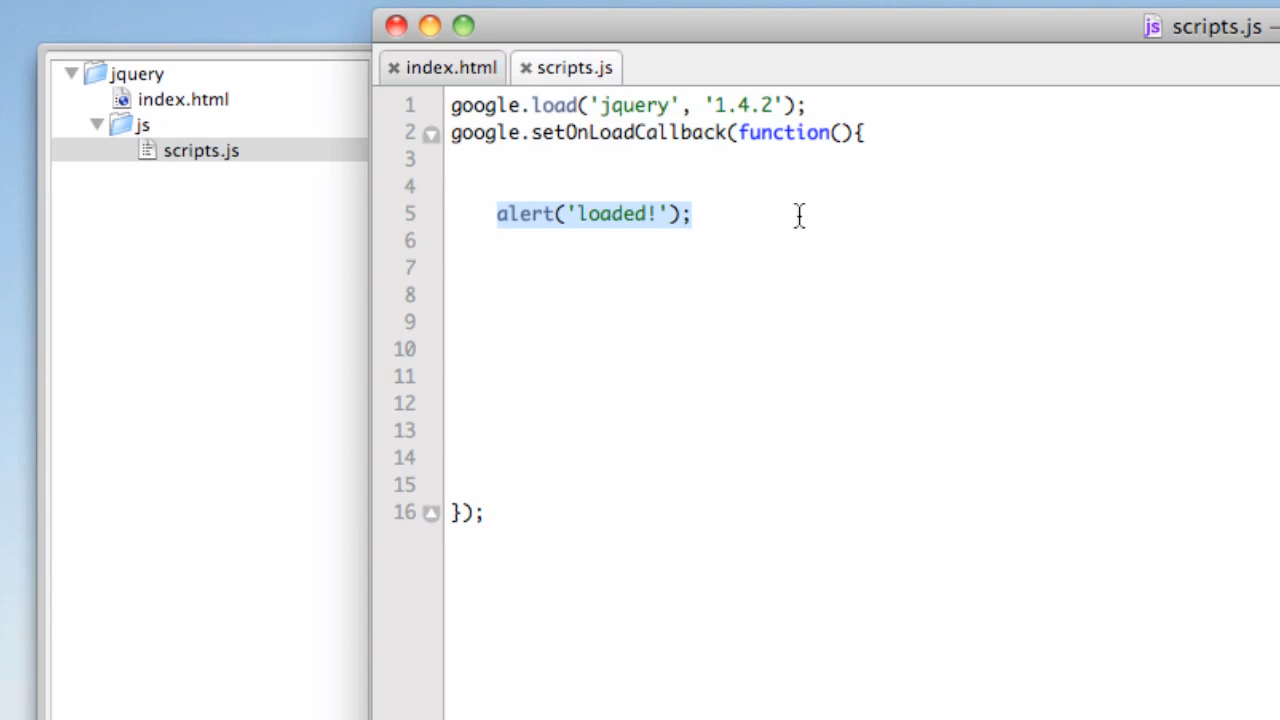 scripts.js —
index.html
scripts.js
jquery
index.html
js
scripts.js
1 google.load('jquery', '1.4.2');
2 google.setOnLoadCallback(function(){
3
4
5 alert('loaded!');
6
7
8
9
10
11
12
13
14
15
16 });